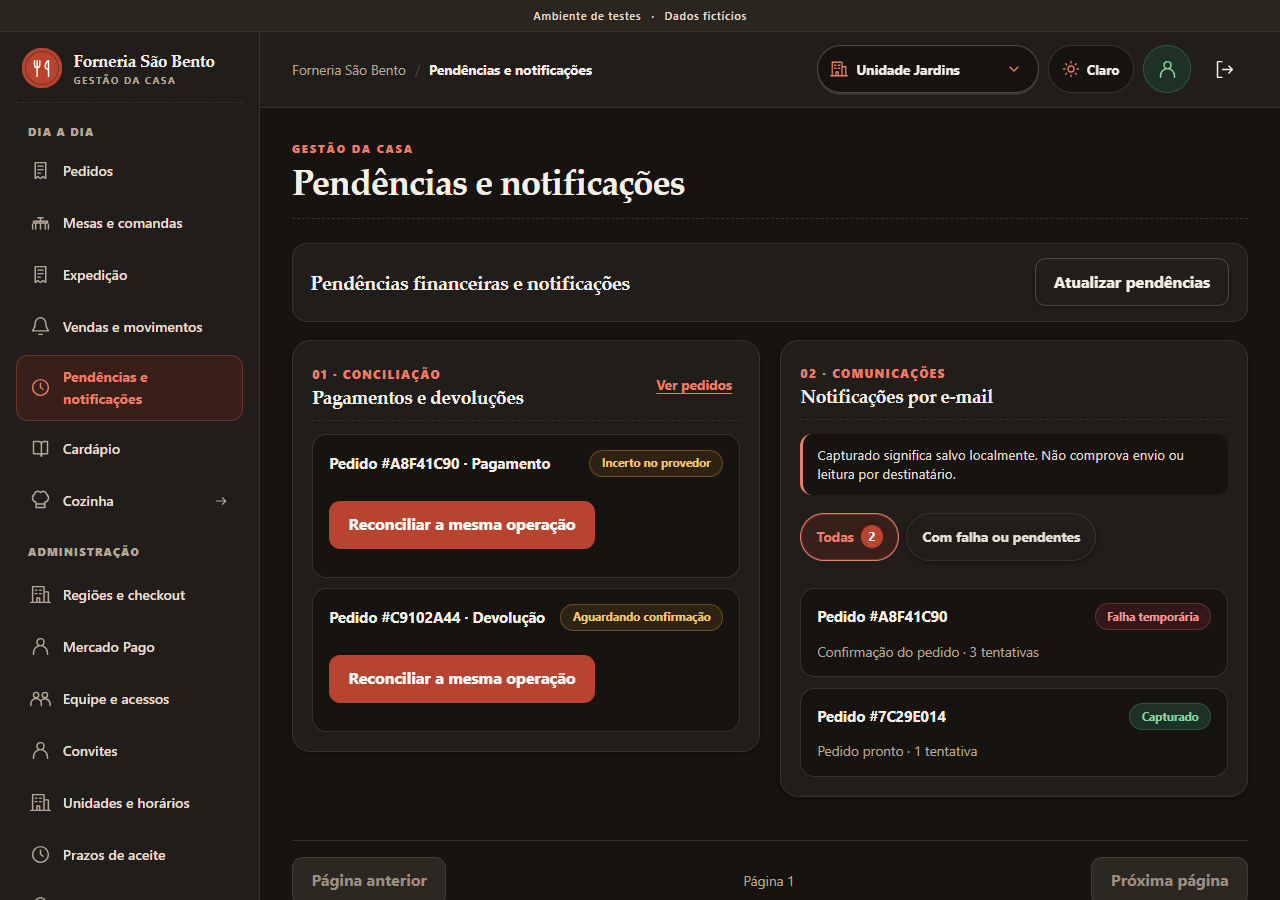 Ambiente de testes · Dados fictícios
Forneria São Bento
GESTÃO DA CASA
DIA A DIA
Pedidos
Mesas e comandas
Expedição
Vendas e movimentos
Pendências e
notificações
Cardápio
Cozinha
ADMINISTRAÇÃO
Regiões e checkout
Mercado Pago
Equipe e acessos
Convites
Unidades e horários
Prazos de aceite
Forneria São Bento / Pendências e notificações
Unidade Jardins
Claro
GESTÃO DA CASA
Pendências e notificações
Pendências financeiras e notificações
Atualizar pendências
01 · CONCILIAÇÃO
Pagamentos e devoluções
Ver pedidos
Pedido #A8F41C90 · Pagamento
Incerto no provedor
Reconciliar a mesma operação
Pedido #C9102A44 · Devolução
Aguardando confirmação
Reconciliar a mesma operação
02 · COMUNICAÇÕES
Notificações por e-mail
Capturado significa salvo localmente. Não comprova envio ou
leitura por destinatário.
Todas 2
Com falha ou pendentes
Pedido #A8F41C90
Falha temporária
Confirmação do pedido · 3 tentativas
Pedido #7C29E014
Capturado
Pedido pronto · 1 tentativa
Página anterior
Página 1
Próxima página